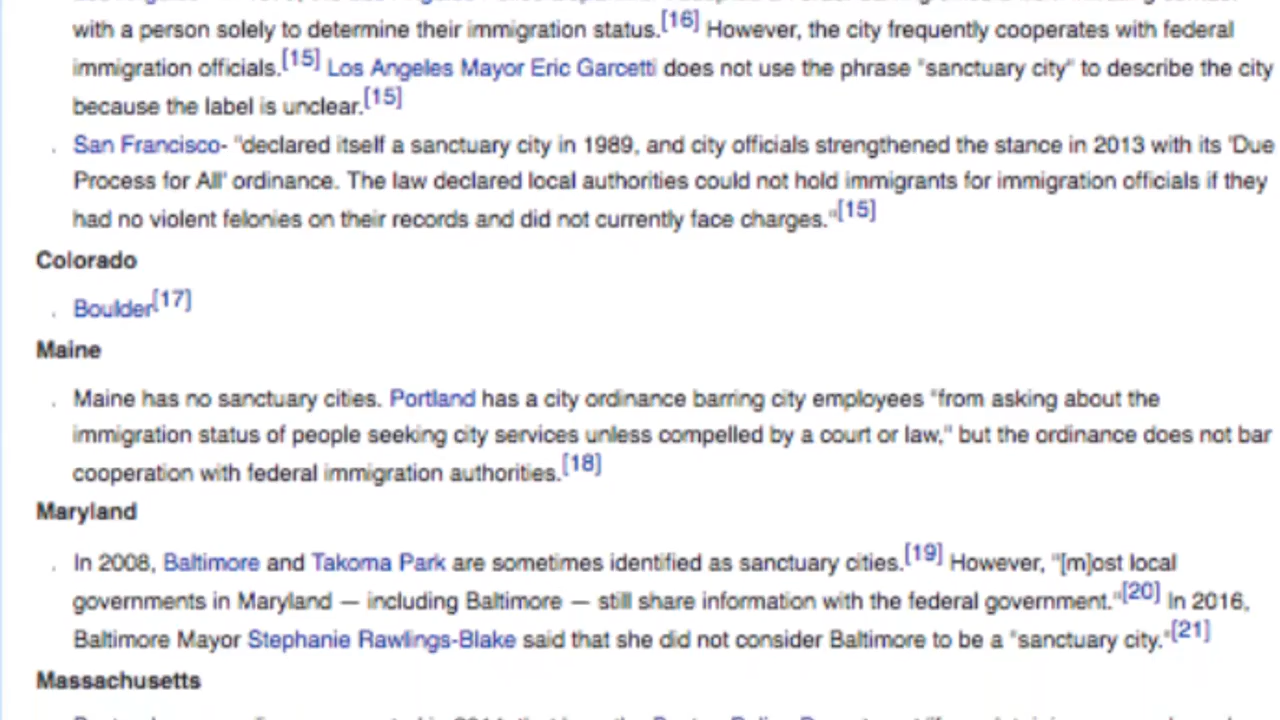 with a person solely to determine their immigration status.[16] However, the city frequently cooperates with federal
immigration officials.[15] Los Angeles Mayor Eric Garcetti does not use the phrase "sanctuary city" to describe the city
because the label is unclear.[15]
San Francisco- "declared itself a sanctuary city in 1989, and city officials strengthened the stance in 2013 with its 'Due
Process for All' ordinance. The law declared local authorities could not hold immigrants for immigration officials if they
had no violent felonies on their records and did not currently face charges."[15]
Colorado
Boulder[17]
Maine
Maine has no sanctuary cities. Portland has a city ordinance barring city employees "from asking about the
immigration status of people seeking city services unless compelled by a court or law," but the ordinance does not bar
cooperation with federal immigration authorities.[18]
Maryland
In 2008, Baltimore and Takoma Park are sometimes identified as sanctuary cities.[19] However, "[m]ost local
governments in Maryland — including Baltimore — still share information with the federal government."[20] In 2016,
Baltimore Mayor Stephanie Rawlings-Blake said that she did not consider Baltimore to be a "sanctuary city."[21]
Massachusetts